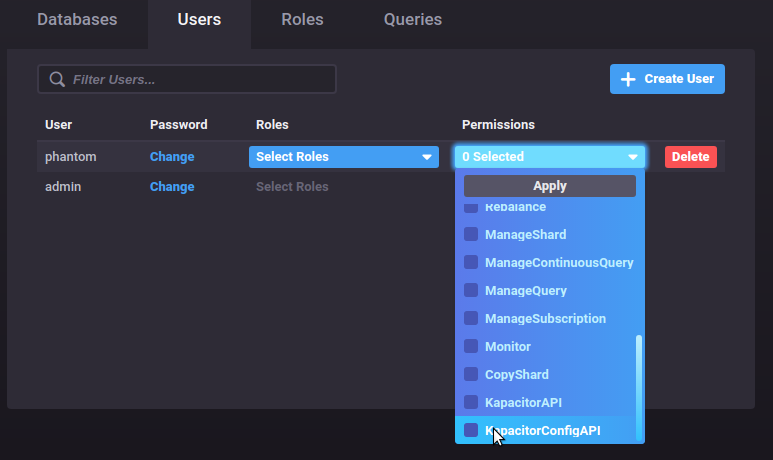 Databases Users Roles Queries
Filter Users...
Create User
User Password Roles Permissions
phantom Change Select Roles 0 Selected Delete
admin Change Select Roles
Apply
Rebalance
ManageShard
ManageContinuousQuery
ManageQuery
ManageSubscription
Monitor
CopyShard
KapacitorAPI
KapacitorConfigAPI